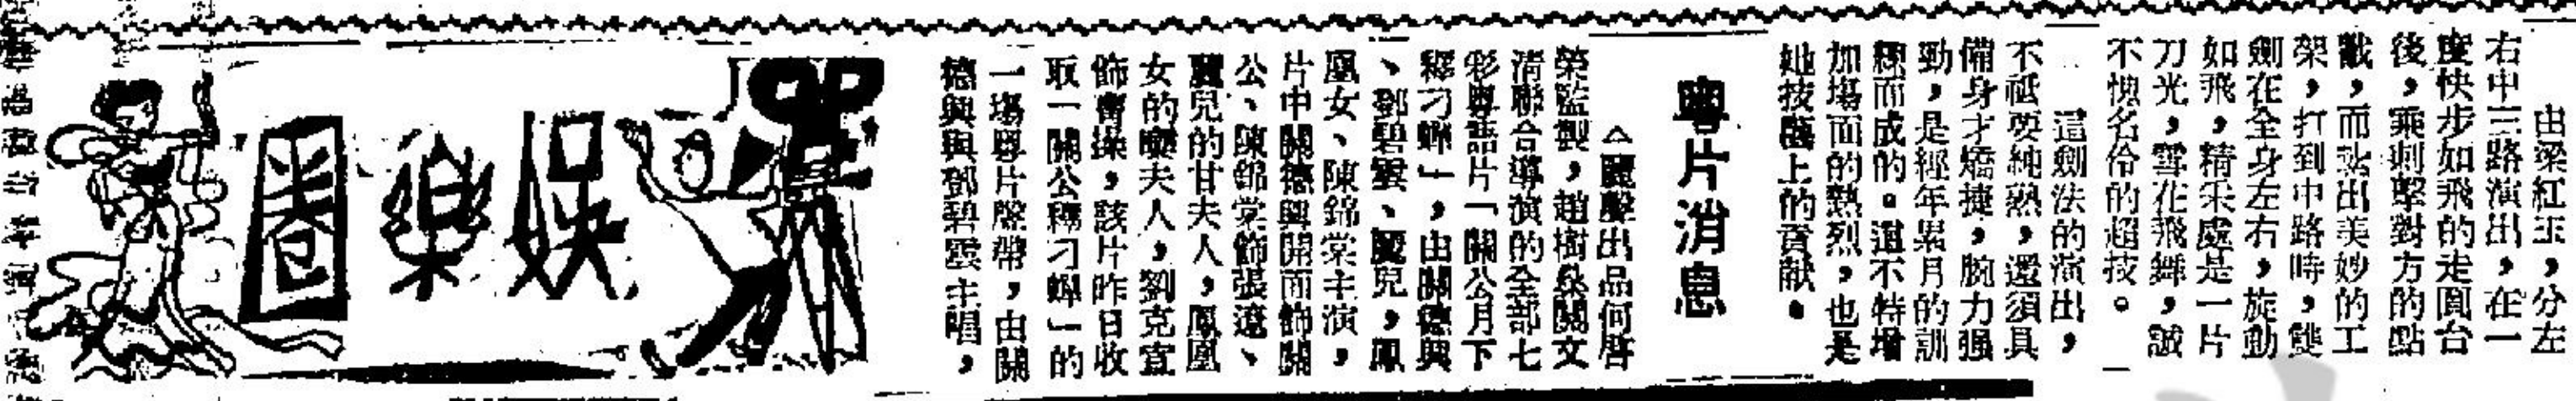 由梁紅玉，分左
右中三路演出，在一
度快步如飛的走圓台
後，乘刺擊對方的點
戳，而紮出美妙的工
架，打到中路時，雙
劍在全身左右，旋動
如飛，精采處是一片
刀光，雪花飛舞，誠
不愧名伶的超技。
這劍法的演出，
不祗要純熟，還須具
備身才矯捷，腕力强
勁，是經年累月的訓
練而成的。這不特增
加場面的熱烈，也是
她技藝上的貢献。
粤片消息
△麗聲出品何啓
榮監製，趙樹燊關文
清聯合導演的全部七
彩粤語片「關公月下
釋刁蟬」，由關德興
、鄧碧雲、麗兒，鳳
凰女、陳錦棠主演，
片中關德興開面飾關
公、陳錦棠飾張遼、
麗兒的甘夫人，鳳凰
女的糜夫人，劉克宣
飾曹操，該片昨日收
取一關公釋刁蟬」的
一塲粤片聲帶，由關
德興與鄧碧雲主唱，
娛樂圈